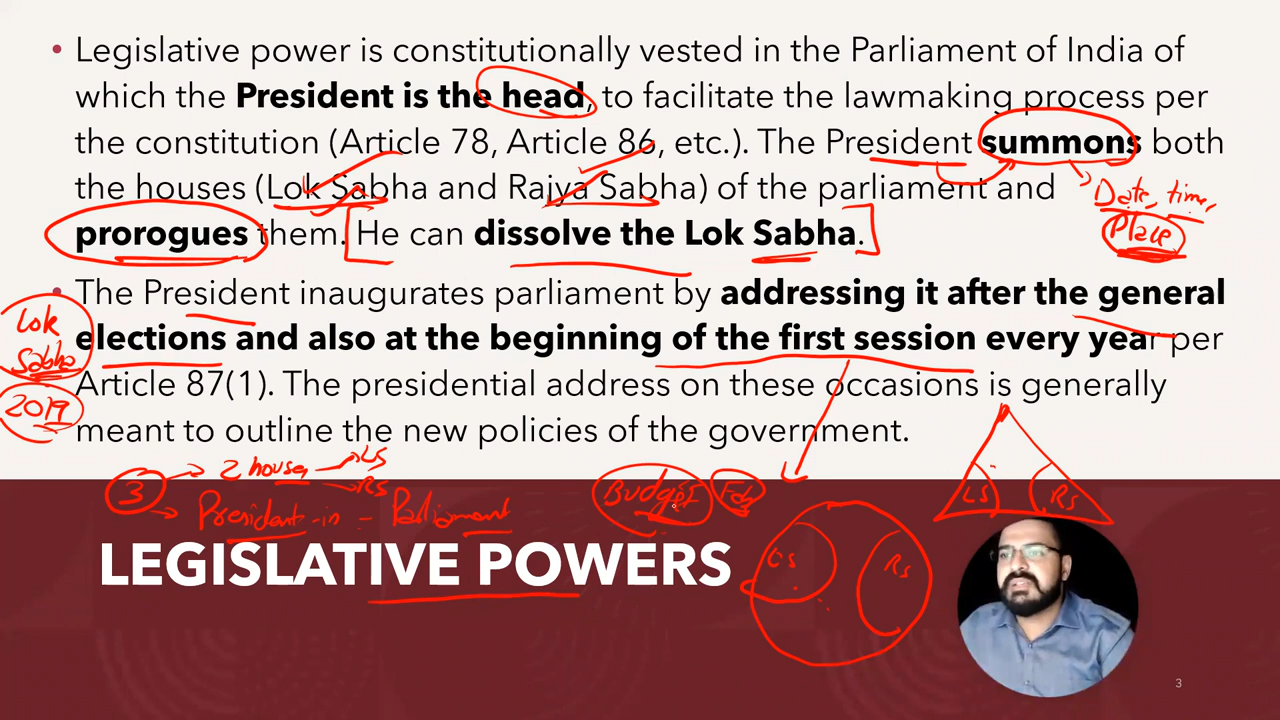 • Legislative power is constitutionally vested in the Parliament of India of
which the President is the head, to facilitate the lawmaking process per
the constitution (Article 78, Article 86, etc.). The President summons both
the houses (Lok Sabha and Rajya Sabha) of the parliament and
Date, time,
prorogues them. He can dissolve the Lok Sabha.
Place
• The President inaugurates parliament by addressing it after the general
Lok
elections and also at the beginning of the first session every year per
Sabha
Article 87(1). The presidential address on these occasions is generally
2019
meant to outline the new policies of the government.
3 2 houses LS
RS
President-in-Parliament
Budget Feb
LS RS
LEGISLATIVE POWERS
LS RS
3